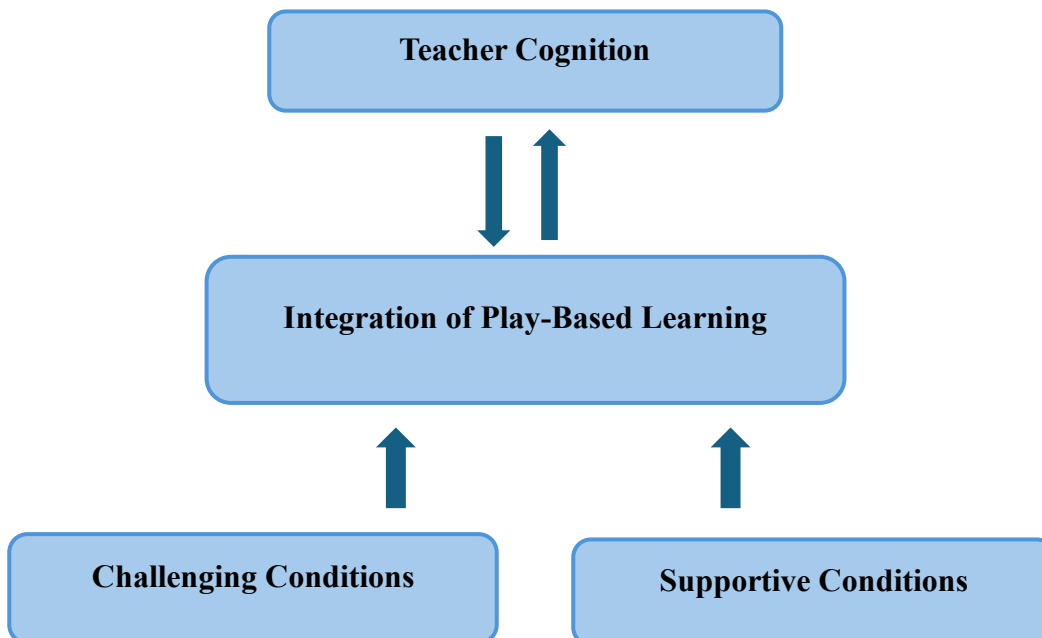 Teacher Cognition
Integration of Play-Based Learning
Challenging Conditions
Supportive Conditions